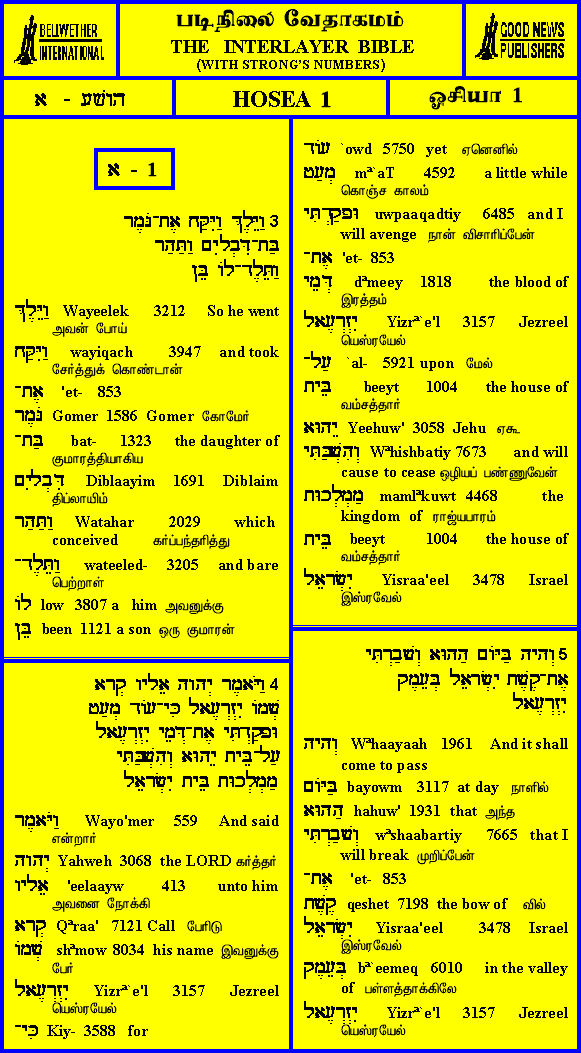 BELLWETHER
INTERNATIONAL
படிநிலை வேதாகமம்
THE INTERLAYER BIBLE
(WITH STRONG'S NUMBERS)
GOOD NEWS
PUBLISHERS
הושע - א
HOSEA 1
ஓசியா 1
א - 1
3 וַיֵּלֶךְ וַיִּקַּח אֶת־גֹּמֶר
בַּת־דִּבְלָיִם וַתַּהַר
וַתֵּלֶד־לוֹ בֵּן
וַיֵּלֶךְ Wayeelek 3212 So he went
அவன் போய்
וַיִּקַּח wayiqach 3947 and took
சேர்த்துக் கொண்டான்
אֶת־ 'et- 853
גֹּמֶר Gomer 1586 Gomer கோமேர்
בַּת־ bat- 1323 the daughter of
குமாரத்தியாகிய
דִּבְלָיִם Diblaayim 1691 Diblaim
திப்லாயிம்
וַתַּהַר Watahar 2029 which
conceived கர்ப்பந்தரித்து
וַתֵּלֶד־ wateeled- 3205 and bare
பெற்றாள்
לוֹ low 3807 a him அவனுக்கு
בֵּן been 1121 a son ஒரு குமாரன்
4 וַיֹּאמֶר יְהוָה אֵלָיו קְרָא
שְׁמוֹ יִזְרְעֶאל כִּי־עוֹד מְעַט
וּפָקַדְתִּי אֶת־דְּמֵי יִזְרְעֶאל
עַל־בֵּית יֵהוּא וְהִשְׁבַּתִּי
מַמְלְכוּת בֵּית יִשְׂרָאֵל
וַיֹּאמֶר Wayo'mer 559 And said
என்றார்
יְהוָה Yahweh 3068 the LORD கர்த்தர்
אֵלָיו 'eelaayw 413 unto him
அவனை நோக்கி
קְרָא Qªraa' 7121 Call பேரிடு
שְׁמוֹ shªmow 8034 his name இவனுக்கு
பேர்
יִזְרְעֶאל Yizrª`e'l 3157 Jezreel
யெஸ்ரயேல்
כִּי־ Kiy- 3588 for
עוֹד `owd 5750 yet ஏனெனில்
מְעַט mª`aT 4592 a little while
கொஞ்ச காலம்
וּפָקַדְתִּי uwpaaqadtiy 6485 and I
will avenge நான் விசாரிப்பேன்
אֶת־ 'et- 853
דְּמֵי dªmeey 1818 the blood of
இரத்தம்
יִזְרְעֶאל Yizrª`e'l 3157 Jezreel
யெஸ்ரயேல்
עַל־ `al- 5921 upon மேல்
בֵּית beeyt 1004 the house of
வம்சத்தார்
יֵהוּא Yeehuw' 3058 Jehu ஏகூ
וְהִשְׁבַּתִּי Wªhishbatiy 7673 and will
cause to cease ஒழியப் பண்ணுவேன்
מַמְלְכוּת mamlªkuwt 4468 the
kingdom of ராஜ்யபாரம்
בֵּית beeyt 1004 the house of
வம்சத்தார்
יִשְׂרָאֵל Yisraa'eel 3478 Israel
இஸ்ரவேல்
5 וְהָיָה בַּיּוֹם הַהוּא וְשָׁבַרְתִּי
אֶת־קֶשֶׁת יִשְׂרָאֵל בְּעֵמֶק
יִזְרְעֶאל
וְהָיָה Wªhaayaah 1961 And it shall
come to pass
בַּיּוֹם bayowm 3117 at day நாளில்
הַהוּא hahuw' 1931 that அந்த
וְשָׁבַרְתִּי wªshaabartiy 7665 that I
will break முறிப்பேன்
אֶת־ 'et- 853
קֶשֶׁת qeshet 7198 the bow of வில்
יִשְׂרָאֵל Yisraa'eel 3478 Israel
இஸ்ரவேல்
בְּעֵמֶק bª`eemeq 6010 in the valley
of பள்ளத்தாக்கிலே
יִזְרְעֶאל Yizrª`e'l 3157 Jezreel
யெஸ்ரயேல்